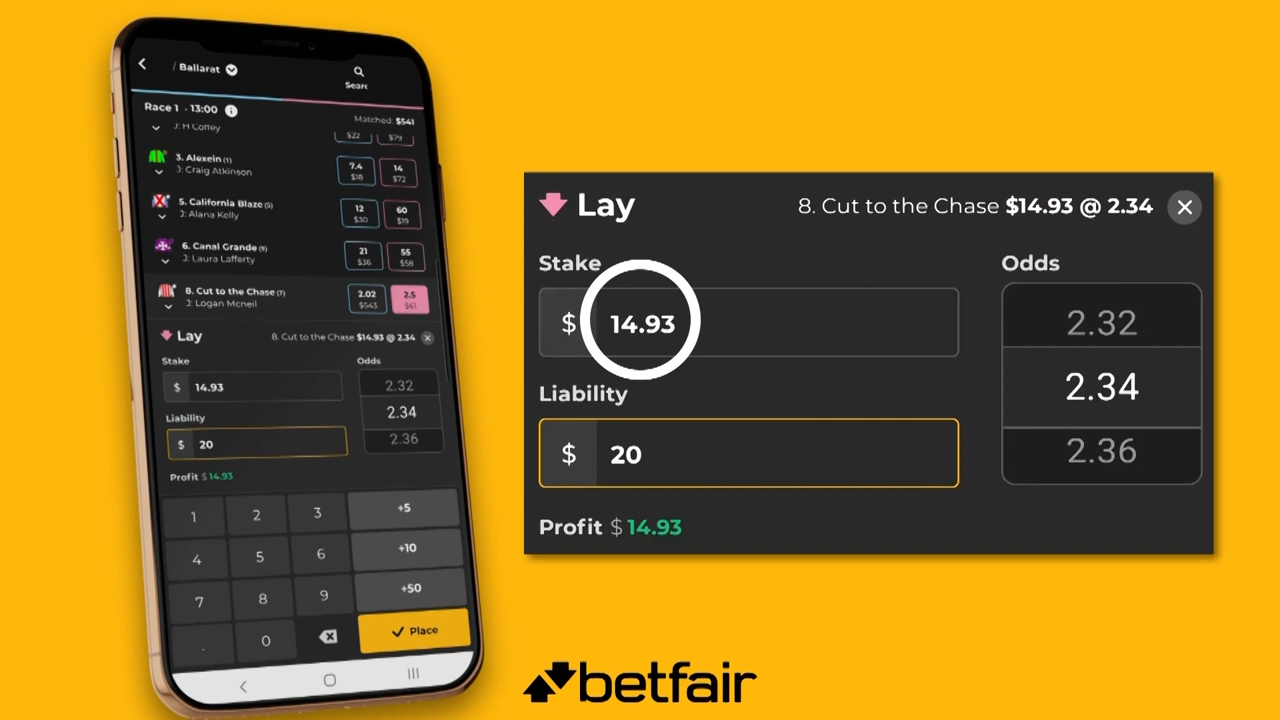 / Ballarat
Searc
Race 1 · 13:00 i
Matched: $541
J: H Coffey
$22 $79
3. Alexein (1)
J: Craig Atkinson
7.4 14
$18 $72
5. California Blaze (5)
J: Alana Kelly
12 60
$30 $19
6. Canal Grande (9)
J: Laura Lafferty
21 55
$36 $58
8. Cut to the Chase (7)
J: Logan Mcneil
2.02 2.5
$543 $61
Lay
8. Cut to the Chase $14.93 @ 2.34
Stake
Odds
$ 14.93
2.32
2.34
2.36
Liability
$ 20
Profit $ 14.93
1 2 3 +5
4 5 6 +10
7 8 9 +50
. 0 Place
Lay
8. Cut to the Chase $14.93 @ 2.34
Stake
Odds
$ 14.93
2.32
2.34
2.36
Liability
$ 20
Profit $ 14.93
betfair